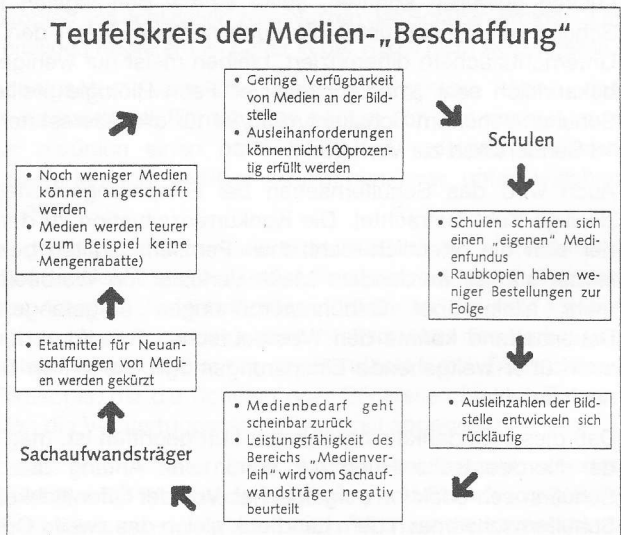 Teufelskreis der Medien-„Beschaffung“
• Geringe Verfügbarkeit
von Medien an der Bild-
stelle
• Ausleihanforderungen
können nicht 100prozen-
tig erfüllt werden
Schulen
• Schulen schaffen sich
einen „eigenen“ Medi-
enfundus
• Raubkopien haben we-
niger Bestellungen zur
Folge
• Ausleihzahlen der Bild-
stelle entwickeln sich
rückläufig
• Medienbedarf geht
scheinbar zurück
• Leistungsfähigkeit des
Bereichs „Medienver-
leih“ wird vom Sachauf-
wandsträger negativ
beurteilt
Sachaufwandsträger
• Etatmittel für Neuan-
schaffungen von Medi-
en werden gekürzt
• Noch weniger Medien
können angeschafft
werden
• Medien werden teurer
(zum Beispiel keine
Mengenrabatte)